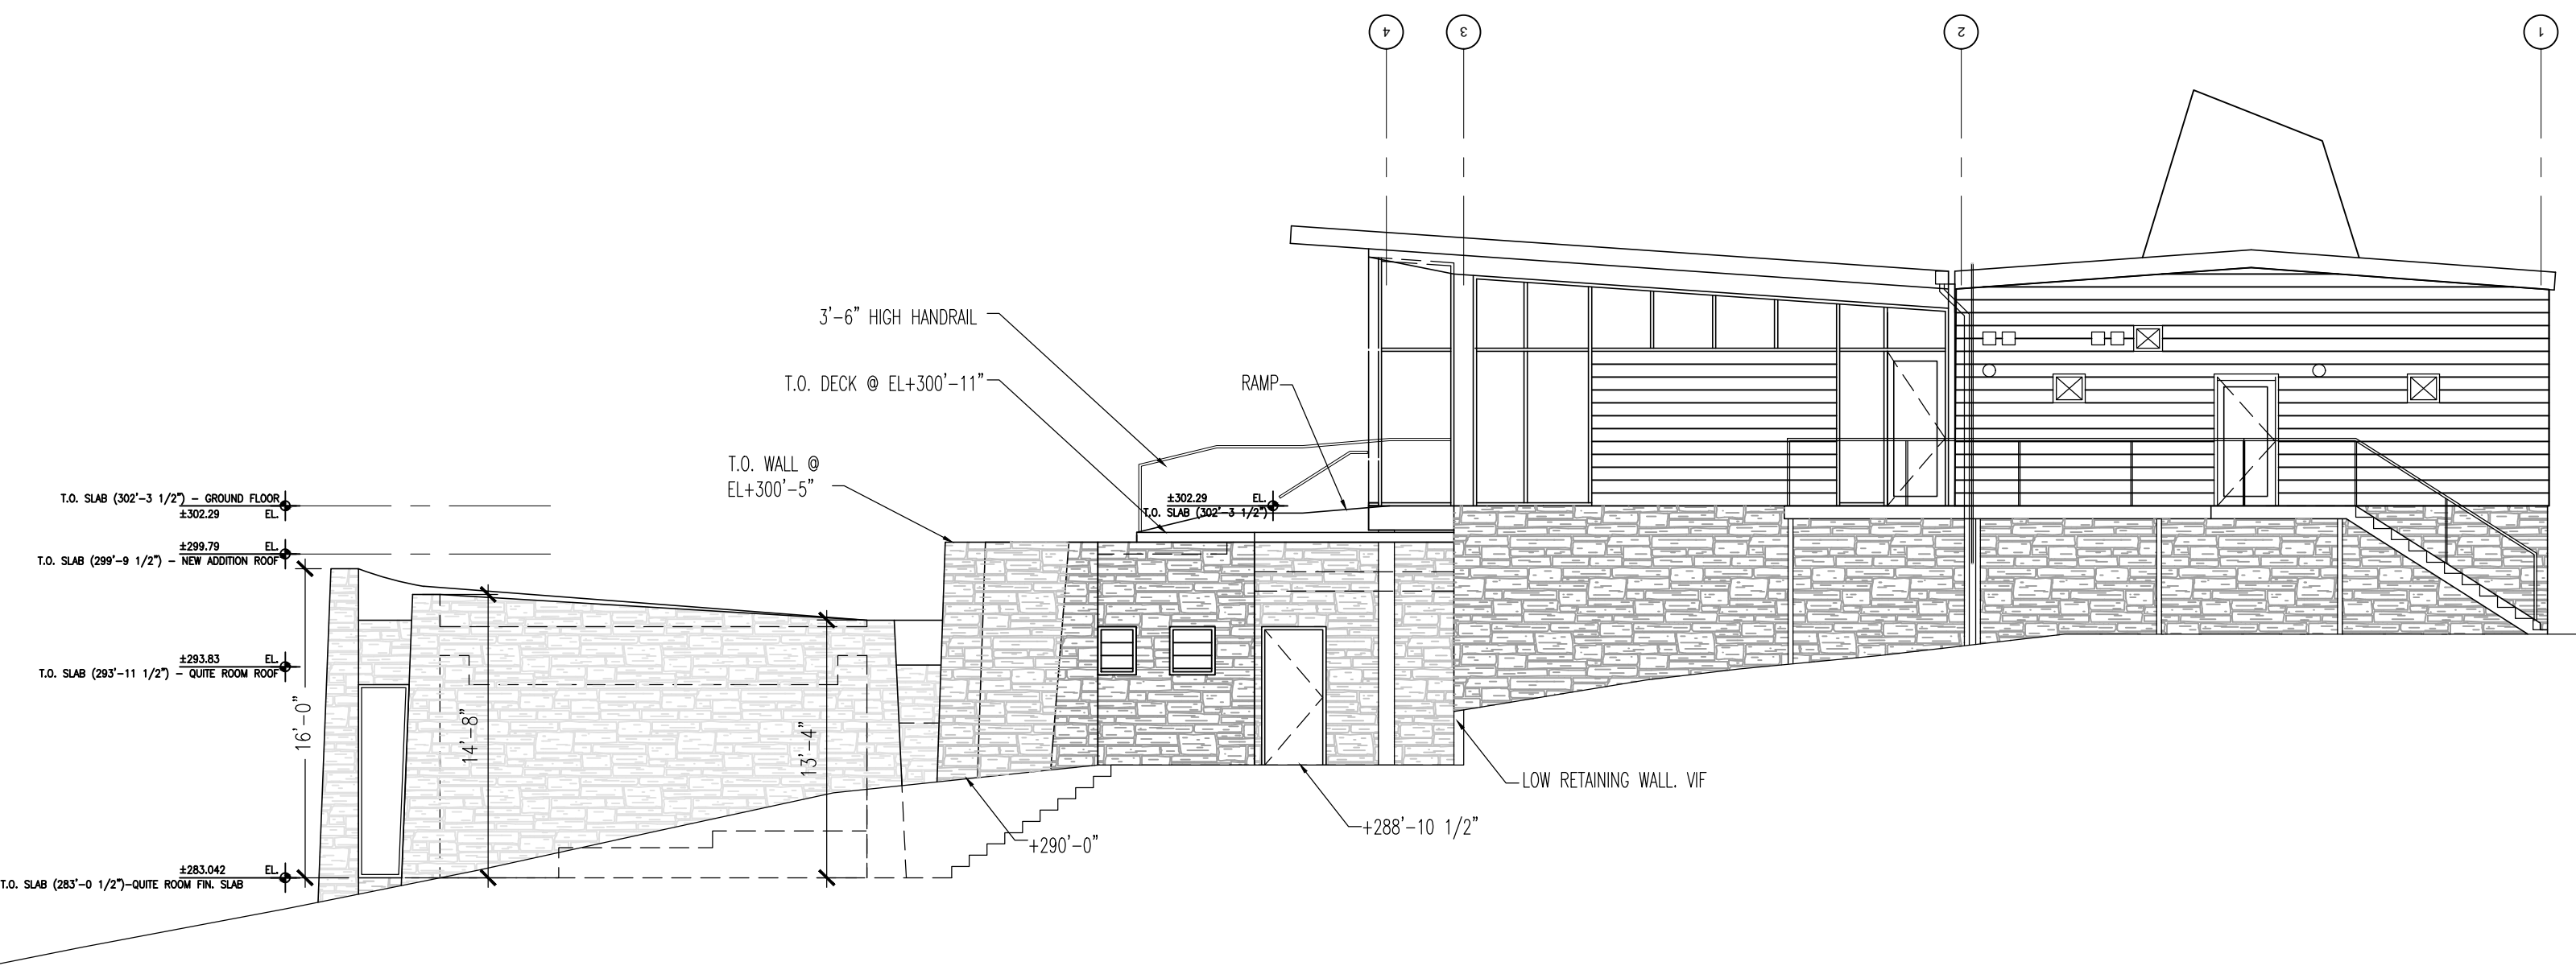 4
3
2
1
3'-6" HIGH HANDRAIL
T.O. DECK @ EL+300'-11"
RAMP
T.O. WALL @
EL+300'-5"
T.O. SLAB (302'-3 1/2") - GROUND FLOOR
±302.29 EL.
±302.29 EL.
T.O. SLAB (302'-3 1/2")
±299.79 EL.
T.O. SLAB (299'-9 1/2") - NEW ADDITION ROOF
±293.83 EL.
T.O. SLAB (293'-11 1/2") - QUITE ROOM ROOF
16'-0"
14'-8"
13'-4"
LOW RETAINING WALL. VIF
+288'-10 1/2"
+290'-0"
±283.042 EL.
T.O. SLAB (283'-0 1/2")-QUITE ROOM FIN. SLAB